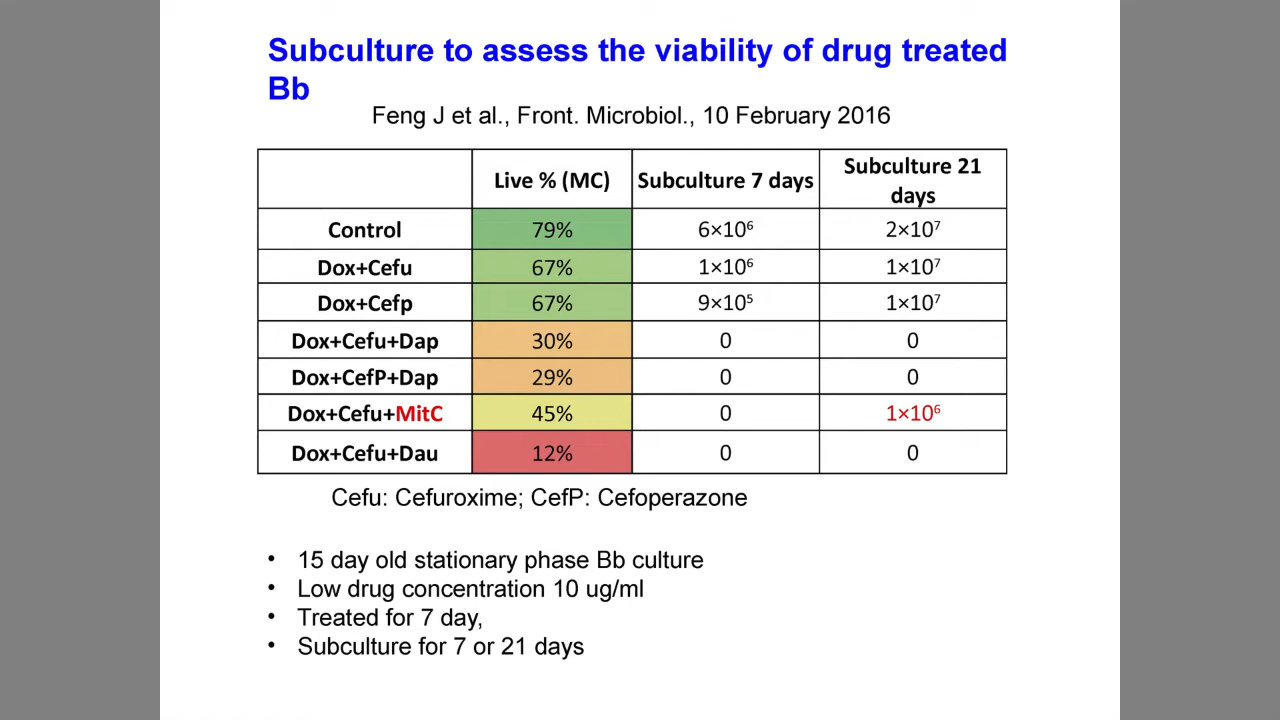 Subculture to assess the viability of drug treated
Bb
Feng J et al., Front. Microbiol., 10 February 2016
Live % (MC) Subculture 7 days Subculture 21 days
Control 79% 6×10⁶ 2×10⁷
Dox+Cefu 67% 1×10⁶ 1×10⁷
Dox+Cefp 67% 9×10⁵ 1×10⁷
Dox+Cefu+Dap 30% 0 0
Dox+CefP+Dap 29% 0 0
Dox+Cefu+MitC 45% 0 1×10⁶
Dox+Cefu+Dau 12% 0 0
Cefu: Cefuroxime; CefP: Cefoperazone
• 15 day old stationary phase Bb culture
• Low drug concentration 10 ug/ml
• Treated for 7 day,
• Subculture for 7 or 21 days